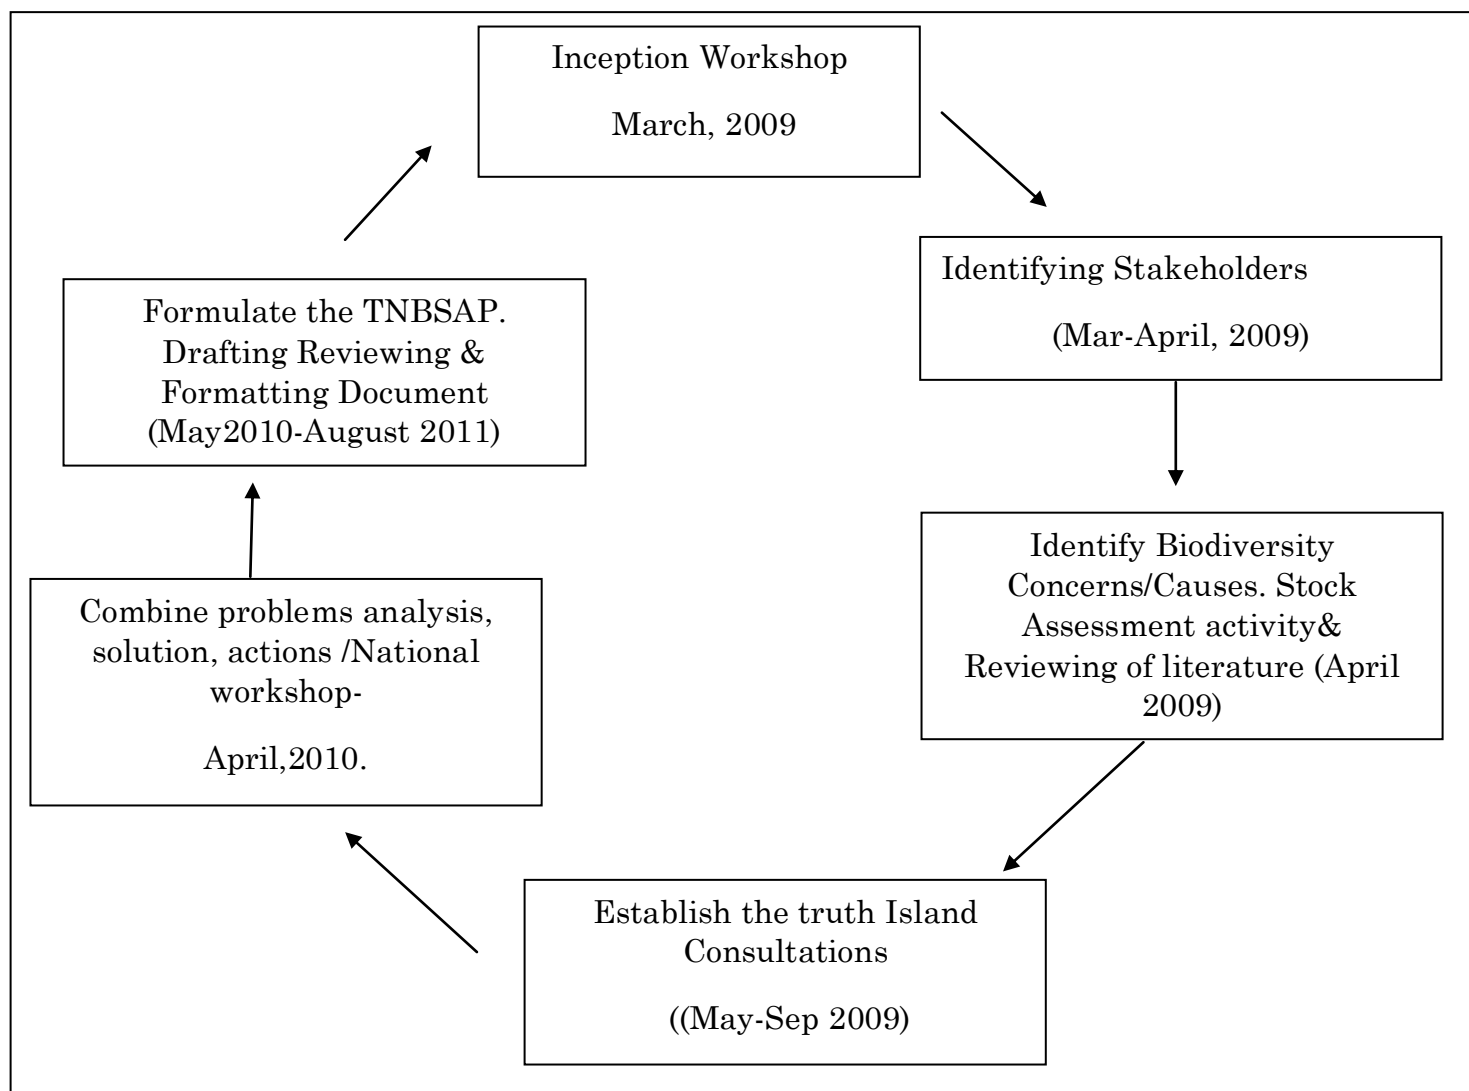 Inception Workshop
March, 2009
Identifying Stakeholders
(Mar-April, 2009)
Identify Biodiversity
Concerns/Causes. Stock
Assessment activity&
Reviewing of literature (April
2009)
Establish the truth Island
Consultations
((May-Sep 2009)
Combine problems analysis,
solution, actions /National
workshop-
April,2010.
Formulate the TNBSAP.
Drafting Reviewing &
Formatting Document
(May2010-August 2011)